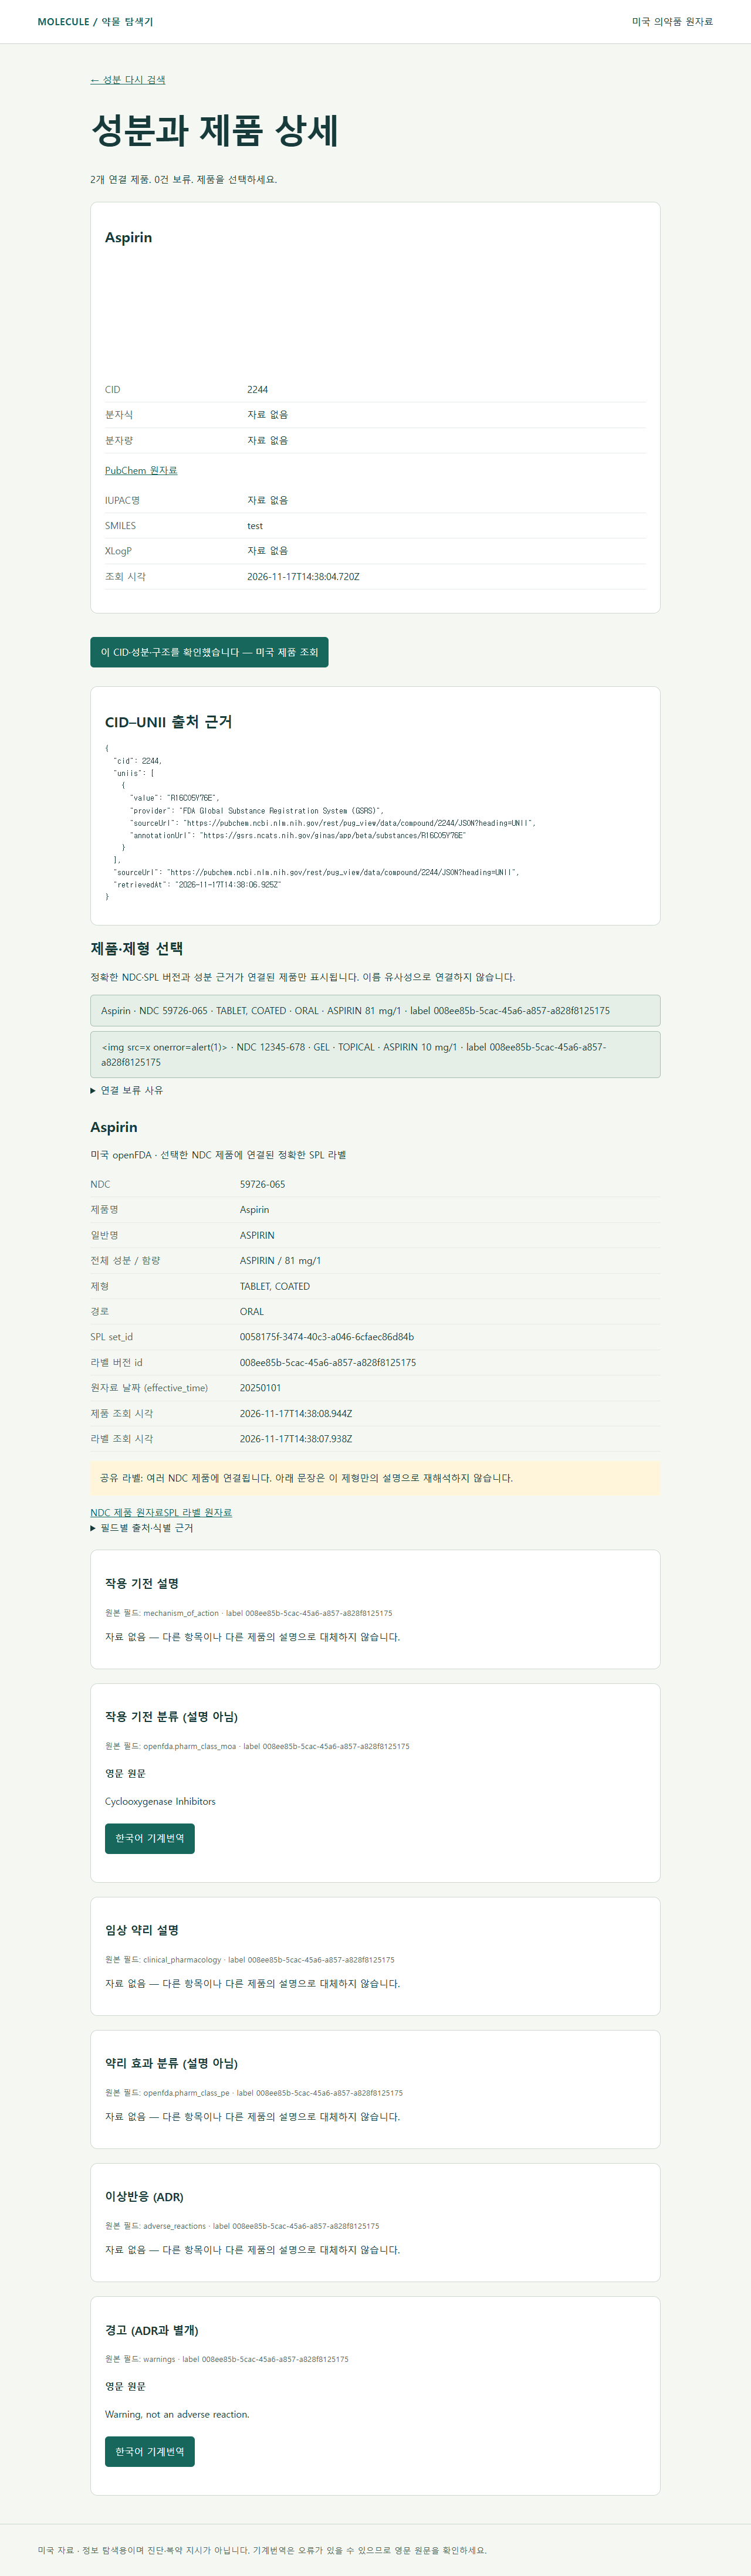 MOLECULE / 약물 탐색기
미국 의약품 원자료
← 성분 다시 검색
성분과 제품 상세
2개 연결 제품. 0건 보류. 제품을 선택하세요.
Aspirin
CID 2244
분자식 자료 없음
분자량 자료 없음
PubChem 원자료
IUPAC명 자료 없음
SMILES test
XLogP 자료 없음
조회 시각 2026-11-17T14:38:04.720Z
이 CID·성분·구조를 확인했습니다 — 미국 제품 조회
CID–UNII 출처 근거
{
"cid": 2244,
"uniis": [
{
"value": "R16CO5Y76E",
"provider": "FDA Global Substance Registration System (GSRS)",
"sourceUrl": "https://pubchem.ncbi.nlm.nih.gov/rest/pug_view/data/compound/2244/JSON?heading=UNII",
"annotationUrl": "https://gsrs.ncats.nih.gov/ginas/app/beta/substances/R16CO5Y76E"
}
],
"sourceUrl": "https://pubchem.ncbi.nlm.nih.gov/rest/pug_view/data/compound/2244/JSON?heading=UNII",
"retrievedAt": "2026-11-17T14:38:06.925Z"
}
제품·제형 선택
정확한 NDC·SPL 버전과 성분 근거가 연결된 제품만 표시됩니다. 이름 유사성으로 연결하지 않습니다.
Aspirin · NDC 59726-065 · TABLET, COATED · ORAL · ASPIRIN 81 mg/1 · label 008ee85b-5cac-45a6-a857-a828f8125175
<img src=x onerror=alert(1)> · NDC 12345-678 · GEL · TOPICAL · ASPIRIN 10 mg/1 · label 008ee85b-5cac-45a6-a857-
a828f8125175
▶ 연결 보류 사유
Aspirin
미국 openFDA · 선택한 NDC 제품에 연결된 정확한 SPL 라벨
NDC 59726-065
제품명 Aspirin
일반명 ASPIRIN
전체 성분 / 함량 ASPIRIN / 81 mg/1
제형 TABLET, COATED
경로 ORAL
SPL set_id 0058175f-3474-40c3-a046-6cfaec86d84b
라벨 버전 id 008ee85b-5cac-45a6-a857-a828f8125175
원자료 날짜 (effective_time) 20250101
제품 조회 시각 2026-11-17T14:38:08.944Z
라벨 조회 시각 2026-11-17T14:38:07.938Z
공유 라벨: 여러 NDC 제품에 연결됩니다. 아래 문장은 이 제형만의 설명으로 재해석하지 않습니다.
NDC 제품 원자료SPL 라벨 원자료
▶ 필드별 출처·식별 근거
작용 기전 설명
원본 필드: mechanism_of_action · label 008ee85b-5cac-45a6-a857-a828f8125175
자료 없음 — 다른 항목이나 다른 제품의 설명으로 대체하지 않습니다.
작용 기전 분류 (설명 아님)
원본 필드: openfda.pharm_class_moa · label 008ee85b-5cac-45a6-a857-a828f8125175
영문 원문
Cyclooxygenase Inhibitors
한국어 기계번역
임상 약리 설명
원본 필드: clinical_pharmacology · label 008ee85b-5cac-45a6-a857-a828f8125175
자료 없음 — 다른 항목이나 다른 제품의 설명으로 대체하지 않습니다.
약리 효과 분류 (설명 아님)
원본 필드: openfda.pharm_class_pe · label 008ee85b-5cac-45a6-a857-a828f8125175
자료 없음 — 다른 항목이나 다른 제품의 설명으로 대체하지 않습니다.
이상반응 (ADR)
원본 필드: adverse_reactions · label 008ee85b-5cac-45a6-a857-a828f8125175
자료 없음 — 다른 항목이나 다른 제품의 설명으로 대체하지 않습니다.
경고 (ADR과 별개)
원본 필드: warnings · label 008ee85b-5cac-45a6-a857-a828f8125175
영문 원문
Warning, not an adverse reaction.
한국어 기계번역
미국 자료 · 정보 탐색용이며 진단·복약 지시가 아닙니다. 기계번역은 오류가 있을 수 있으므로 영문 원문을 확인하세요.